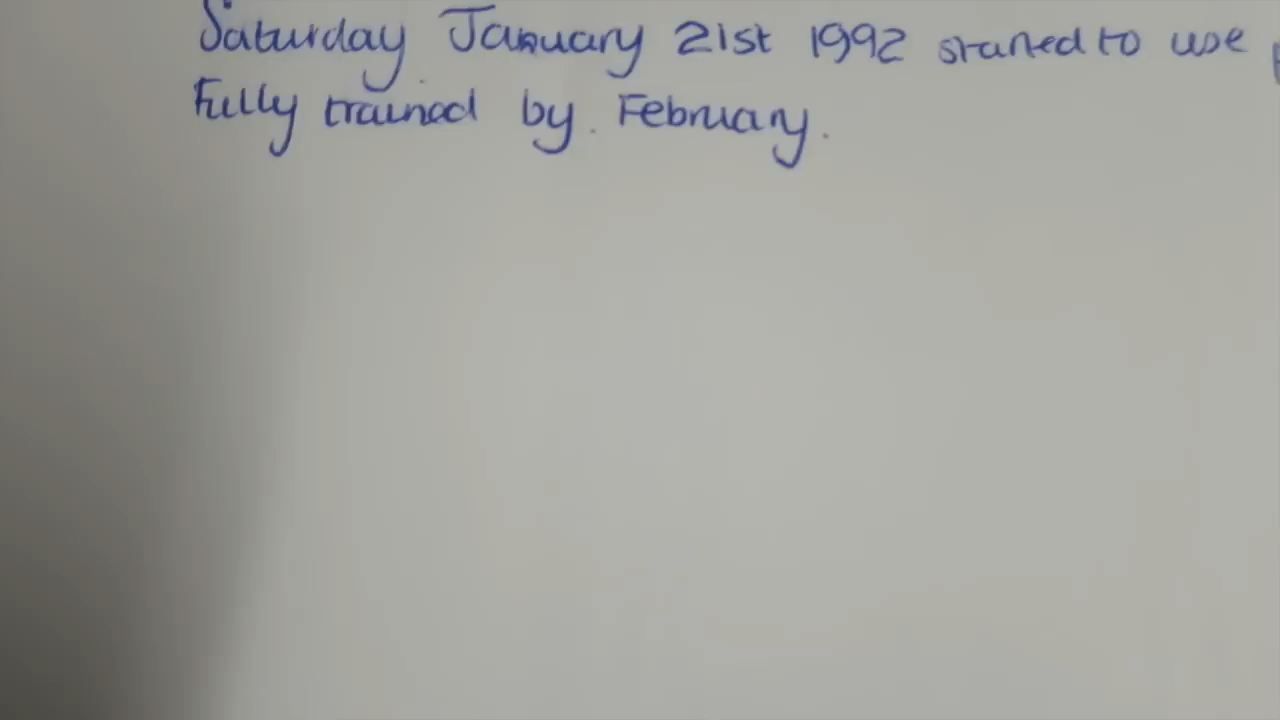 Saturday January 21st 1992 started to use
Fully trained by February.